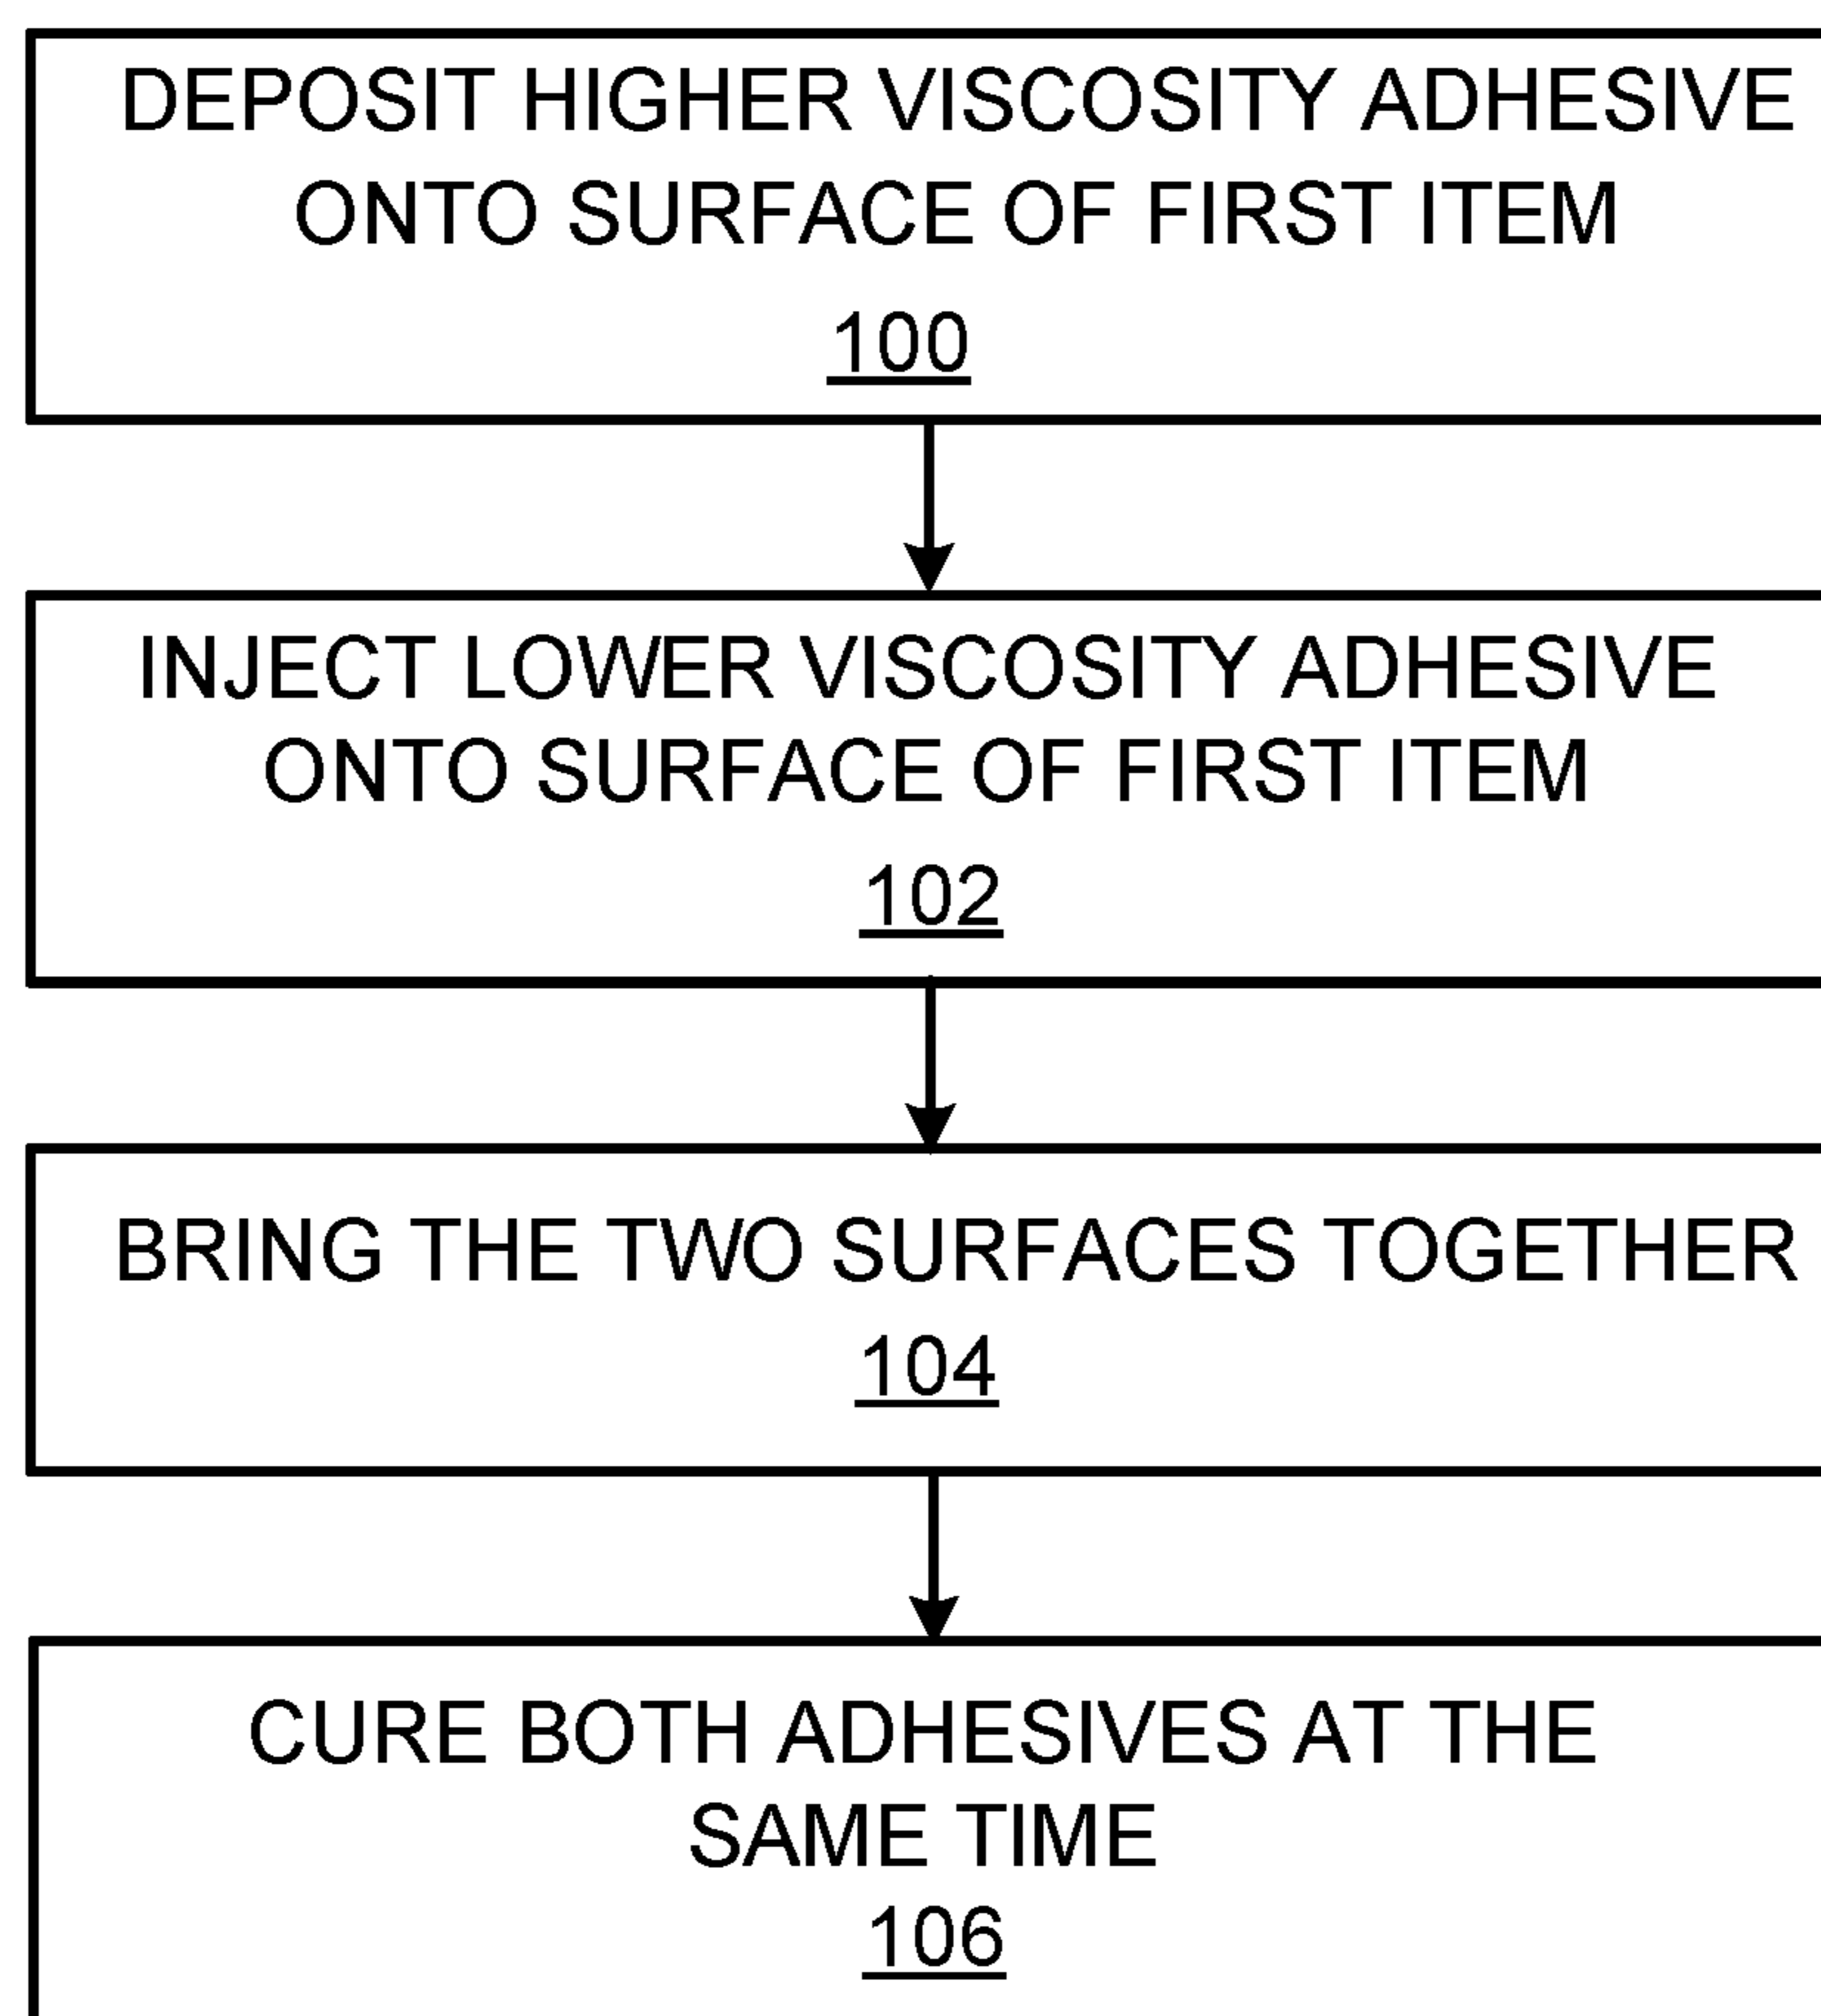 DEPOSIT HIGHER VISCOSITY ADHESIVE
ONTO SURFACE OF FIRST ITEM
100
INJECT LOWER VISCOSITY ADHESIVE
ONTO SURFACE OF FIRST ITEM
102
BRING THE TWO SURFACES TOGETHER
104
CURE BOTH ADHESIVES AT THE
SAME TIME
106